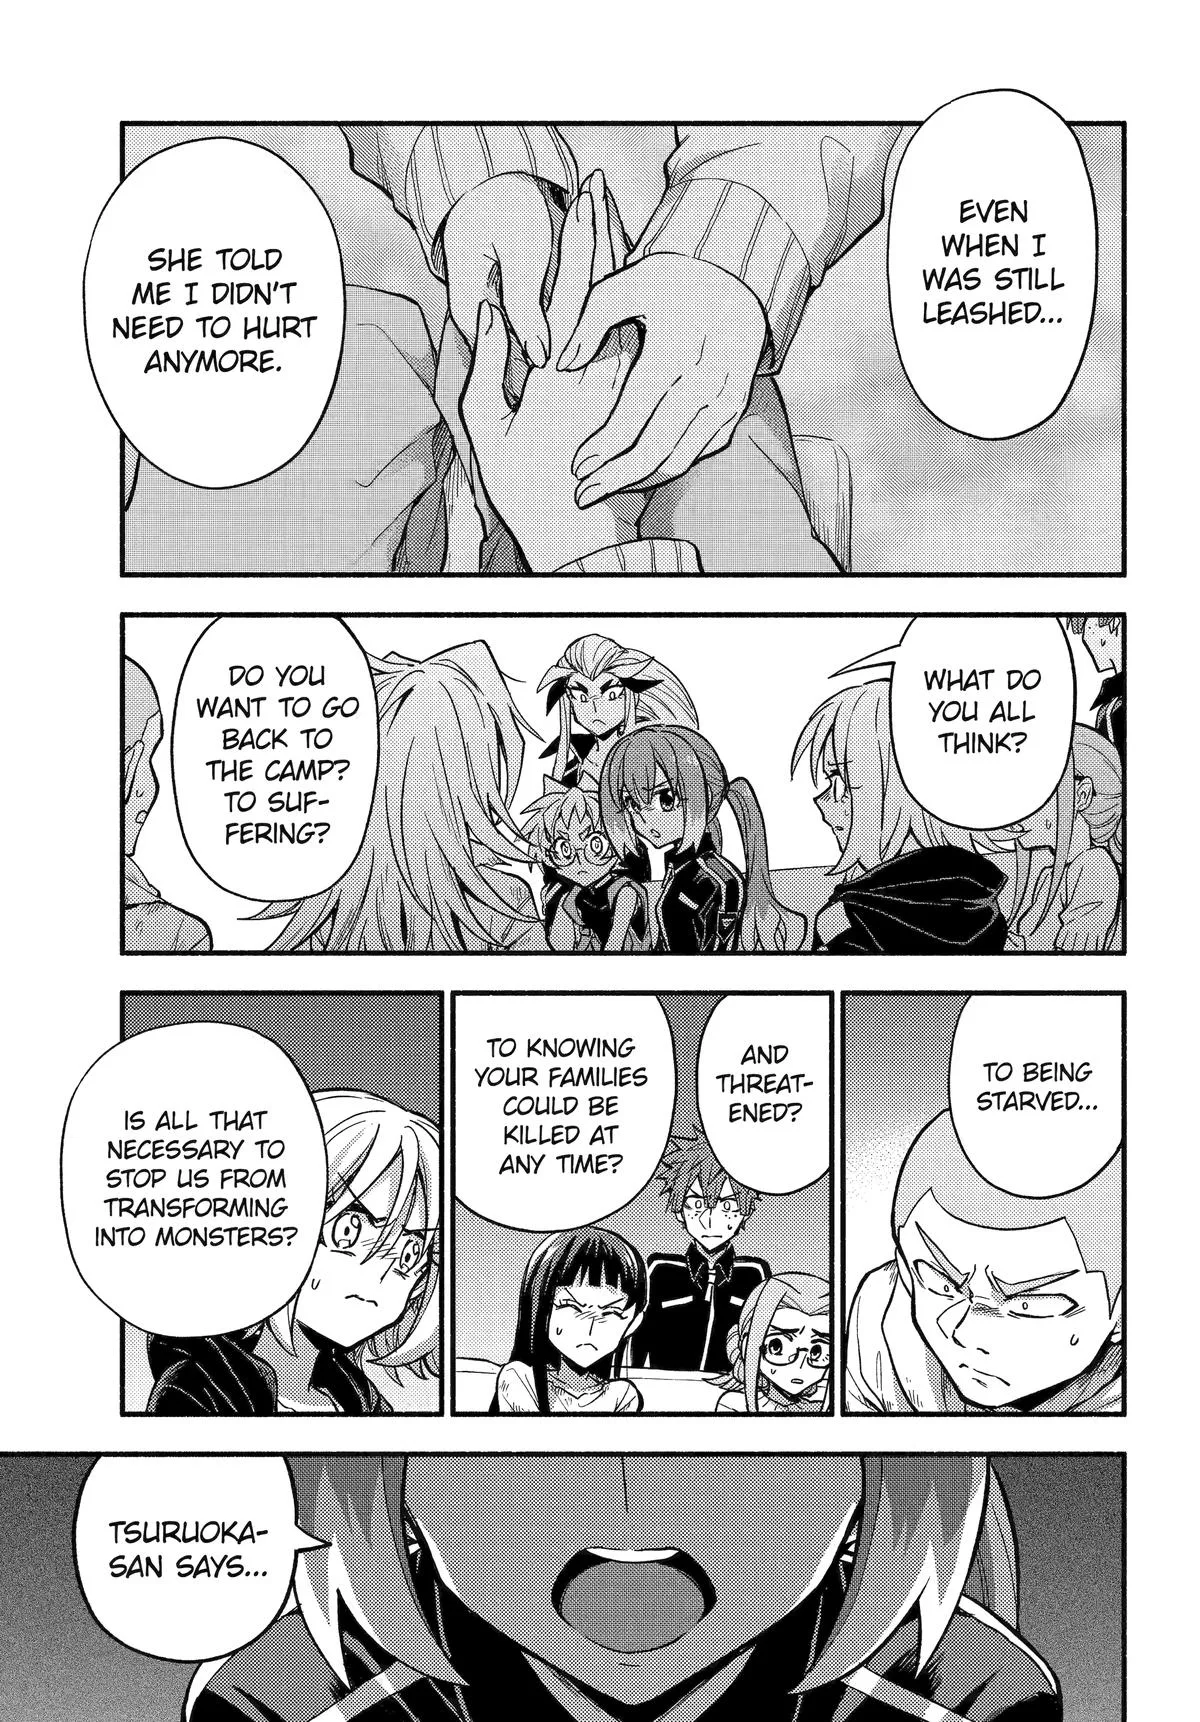 EVEN
WHEN I
WAS STILL
LEASHED...
SHE TOLD
ME I DIDN'T
NEED TO HURT
ANYMORE.
WHAT DO
YOU ALL
THINK?
DO YOU
WANT TO GO
BACK TO
THE CAMP?
TO SUF-
FERING?
TO BEING
STARVED...
AND
THREAT-
ENED?
TO KNOWING
YOUR FAMILIES
COULD BE
KILLED AT
ANY TIME?
IS ALL THAT
NECESSARY TO
STOP US FROM
TRANSFORMING
INTO MONSTERS?
TSURUOKA-
SAN SAYS...